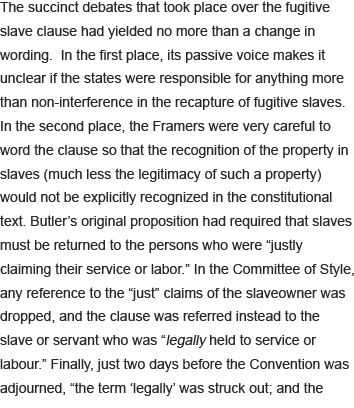 The succinct debates that took place over the fugitive
slave clause had yielded no more than a change in
wording.  In the first place, its passive voice makes it
unclear if the states were responsible for anything more
than non-interference in the recapture of fugitive slaves.
In the second place, the Framers were very careful to
word the clause so that the recognition of the property in
slaves (much less the legitimacy of such a property)
would not be explicitly recognized in the constitutional
text. Butler’s original proposition had required that slaves
must be returned to the persons who were “justly
claiming their service or labor.” In the Committee of Style,
any reference to the “just” claims of the slaveowner was
dropped, and the clause was referred instead to the
slave or servant who was “legally held to service or
labour.” Finally, just two days before the Convention was
adjourned, “the term ‘legally’ was struck out; and the